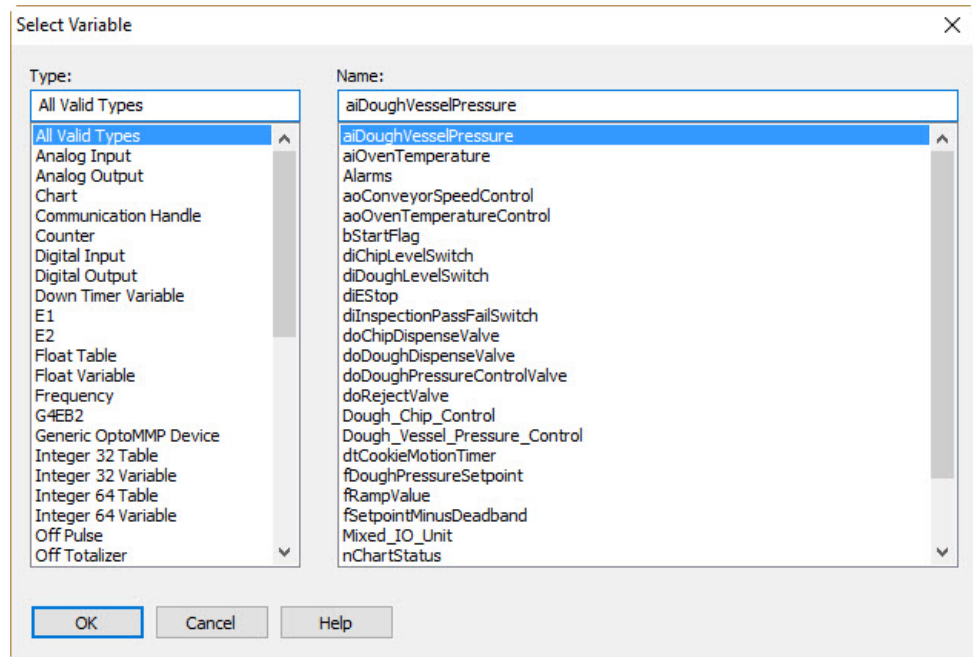 Select Variable
Type:
All Valid Types
All Valid Types
Analog Input
Analog Output
Chart
Communication Handle
Counter
Digital Input
Digital Output
Down Timer Variable
E1
E2
Float Table
Float Variable
Frequency
G4EB2
Generic OptoMMP Device
Integer 32 Table
Integer 32 Variable
Integer 64 Table
Integer 64 Variable
Off Pulse
Off Totalizer
Name:
aiDoughVesselPressure
aiDoughVesselPressure
aiOvenTemperature
Alarms
aoConveyorSpeedControl
aoOvenTemperatureControl
bStartFlag
diChipLevelSwitch
diDoughLevelSwitch
diEStop
diInspectionPassFailSwitch
doChipDispenseValve
doDoughDispenseValve
doDoughPressureControlValve
doRejectValve
Dough_Chip_Control
Dough_Vessel_Pressure_Control
dtCookieMotionTimer
fDoughPressureSetpoint
fRampValue
fSetpointMinusDeadband
Mixed_IO_Unit
nChartStatus
OK
Cancel
Help